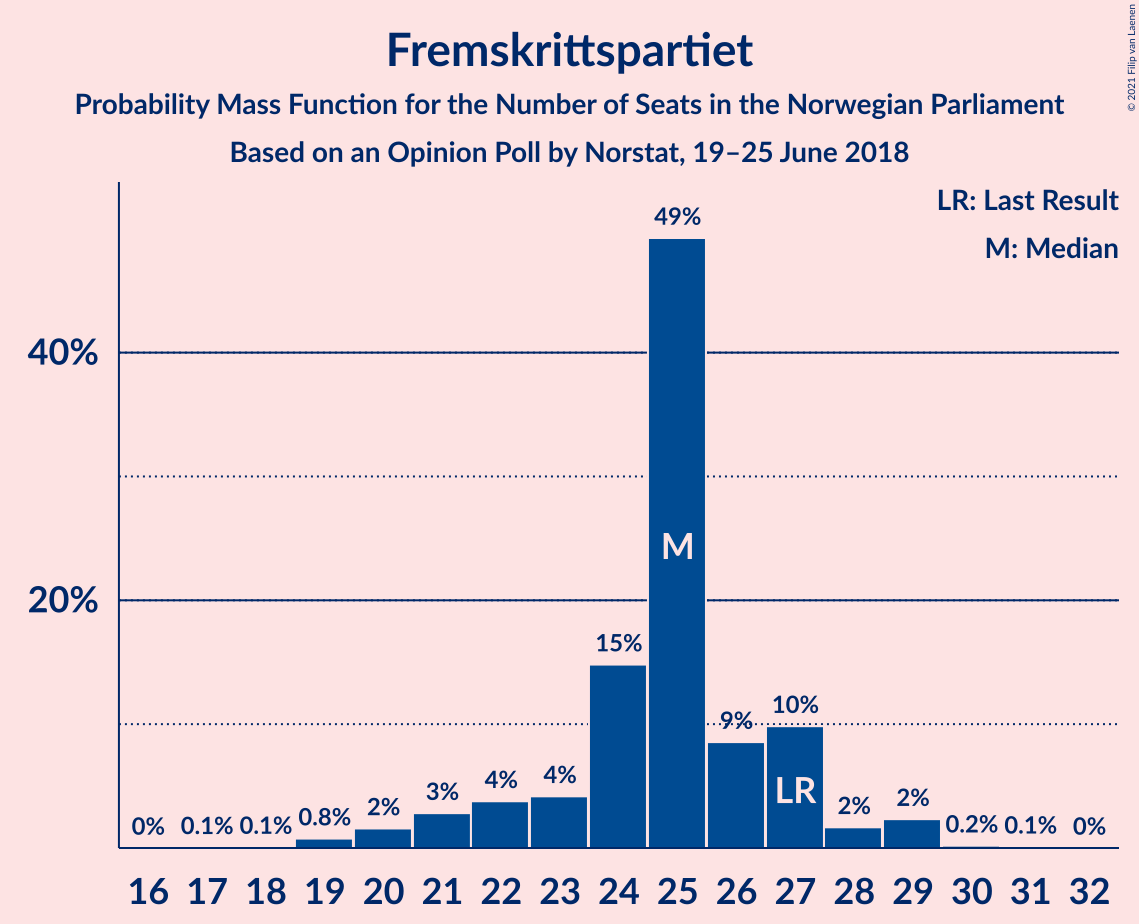 Fremskrittspartiet
Probability Mass Function for the Number of Seats in the Norwegian Parliament
Based on an Opinion Poll by Norstat, 19–25 June 2018
© 2021 Filip van Laenen
LR: Last Result
M: Median
40%
20%
0% 0.1% 0.1% 0.8% 2% 3% 4% 4% 15% 49% 9% 10% 2% 2% 0.2% 0.1% 0%
M
LR
16 17 18 19 20 21 22 23 24 25 26 27 28 29 30 31 32